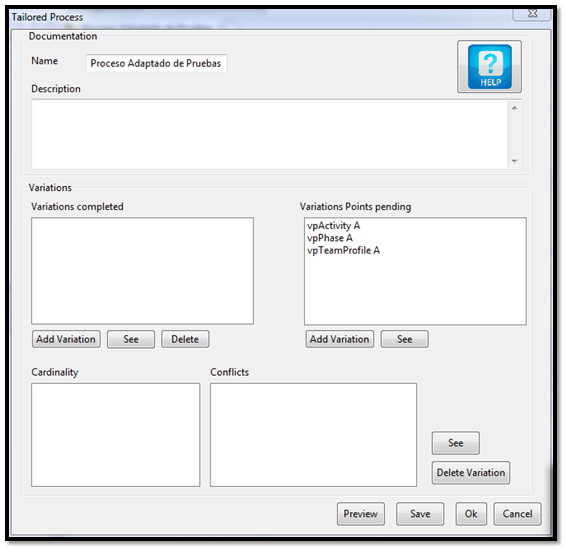 Tailored Process
Documentation
Name
Proceso Adaptado de Pruebas
HELP
Description
Variations
Variations completed
Variations Points pending
vpActivity A
vpPhase A
vpTeamProfile A
Add Variation
See
Delete
Add Variation
See
Cardinality
Conflicts
See
Delete Variation
Preview
Save
Ok
Cancel